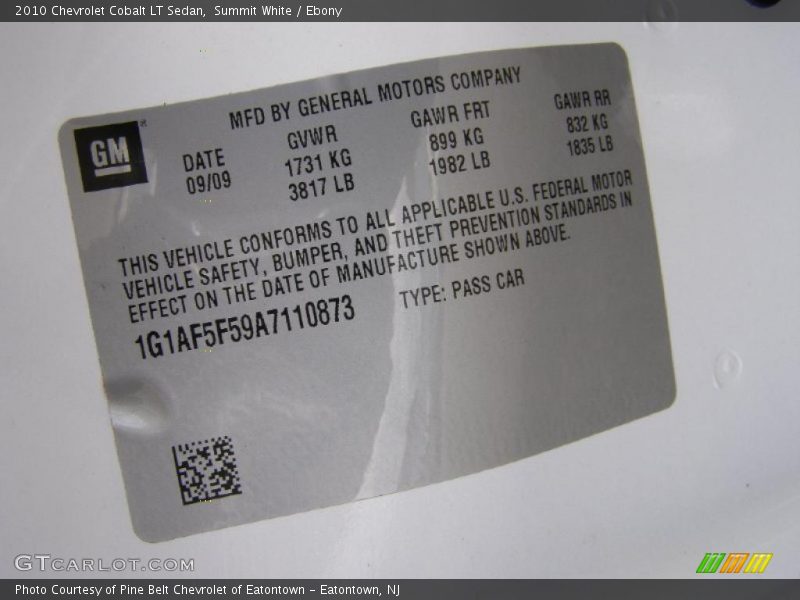 2010 Chevrolet Cobalt LT Sedan,  Summit White / Ebony
MFD BY GENERAL MOTORS COMPANY
GM®
DATE GVWR GAWR FRT GAWR RR
09/09 1731 KG 899 KG 832 KG
3817 LB 1982 LB 1835 LB
THIS VEHICLE CONFORMS TO ALL APPLICABLE U.S. FEDERAL MOTOR
VEHICLE SAFETY, BUMPER, AND THEFT PREVENTION STANDARDS IN
EFFECT ON THE DATE OF MANUFACTURE SHOWN ABOVE.
1G1AF5F59A7110873 TYPE: PASS CAR
GTCARLOT.COM
Photo Courtesy of Pine Belt Chevrolet of Eatontown – Eatontown, NJ